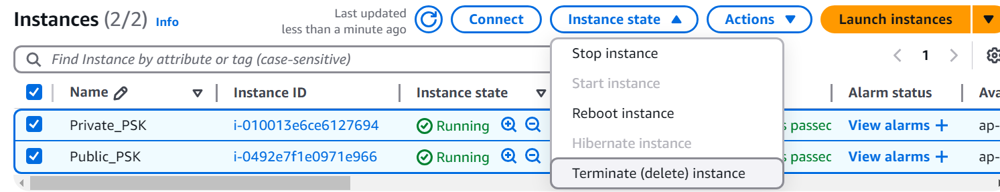 Instances (2/2) Info
Last updated
less than a minute ago
Connect
Instance state
Actions
Launch instances
Find Instance by attribute or tag (case-sensitive)
1
Stop instance
Start instance
Reboot instance
Hibernate instance
Terminate (delete) instance
Name Instance ID Instance state Alarm status Ava
Private_PSK i-010013e6ce6127694 Running passed View alarms + ap-
Public_PSK i-0492e7f1e0971e966 Running passed View alarms + ap-